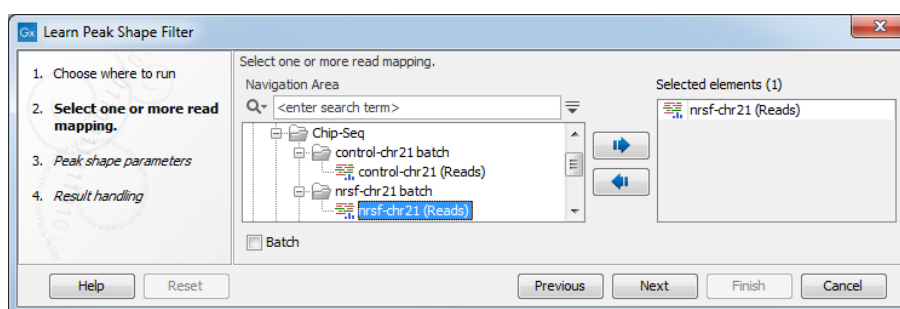 Gx Learn Peak Shape Filter
1. Choose where to run
2. Select one or more read
mapping.
3. Peak shape parameters
4. Result handling
Select one or more read mapping.
Navigation Area
<enter search term>
Chip-Seq
control-chr21 batch
control-chr21 (Reads)
nrsf-chr21 batch
nrsf-chr21 (Reads)
Batch
Selected elements (1)
nrsf-chr21 (Reads)
Help Reset Previous Next Finish Cancel